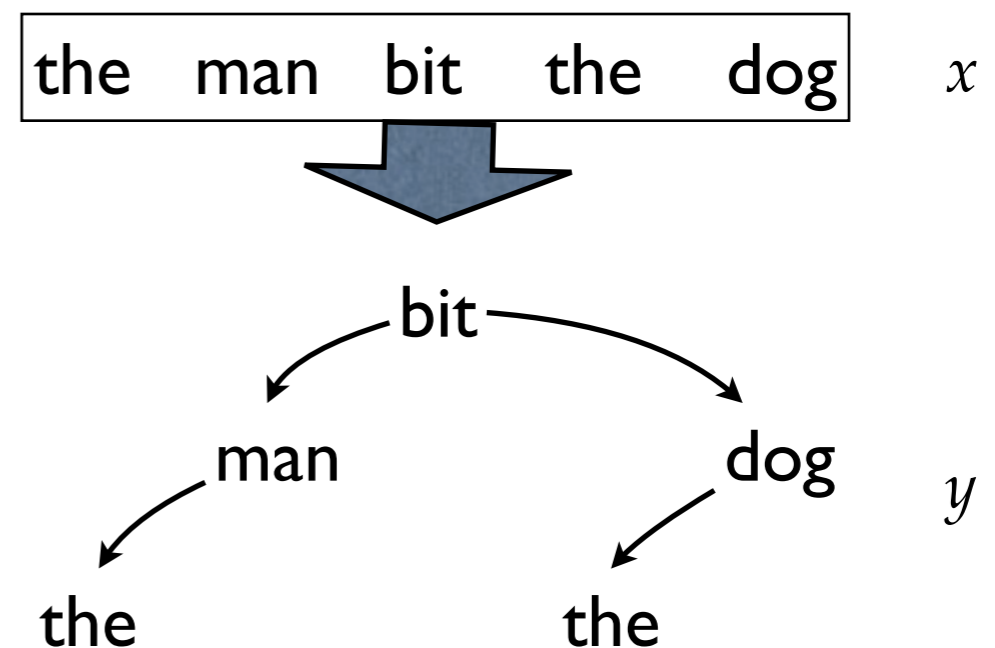 the man bit the dog x
bit
man dog
y
the the